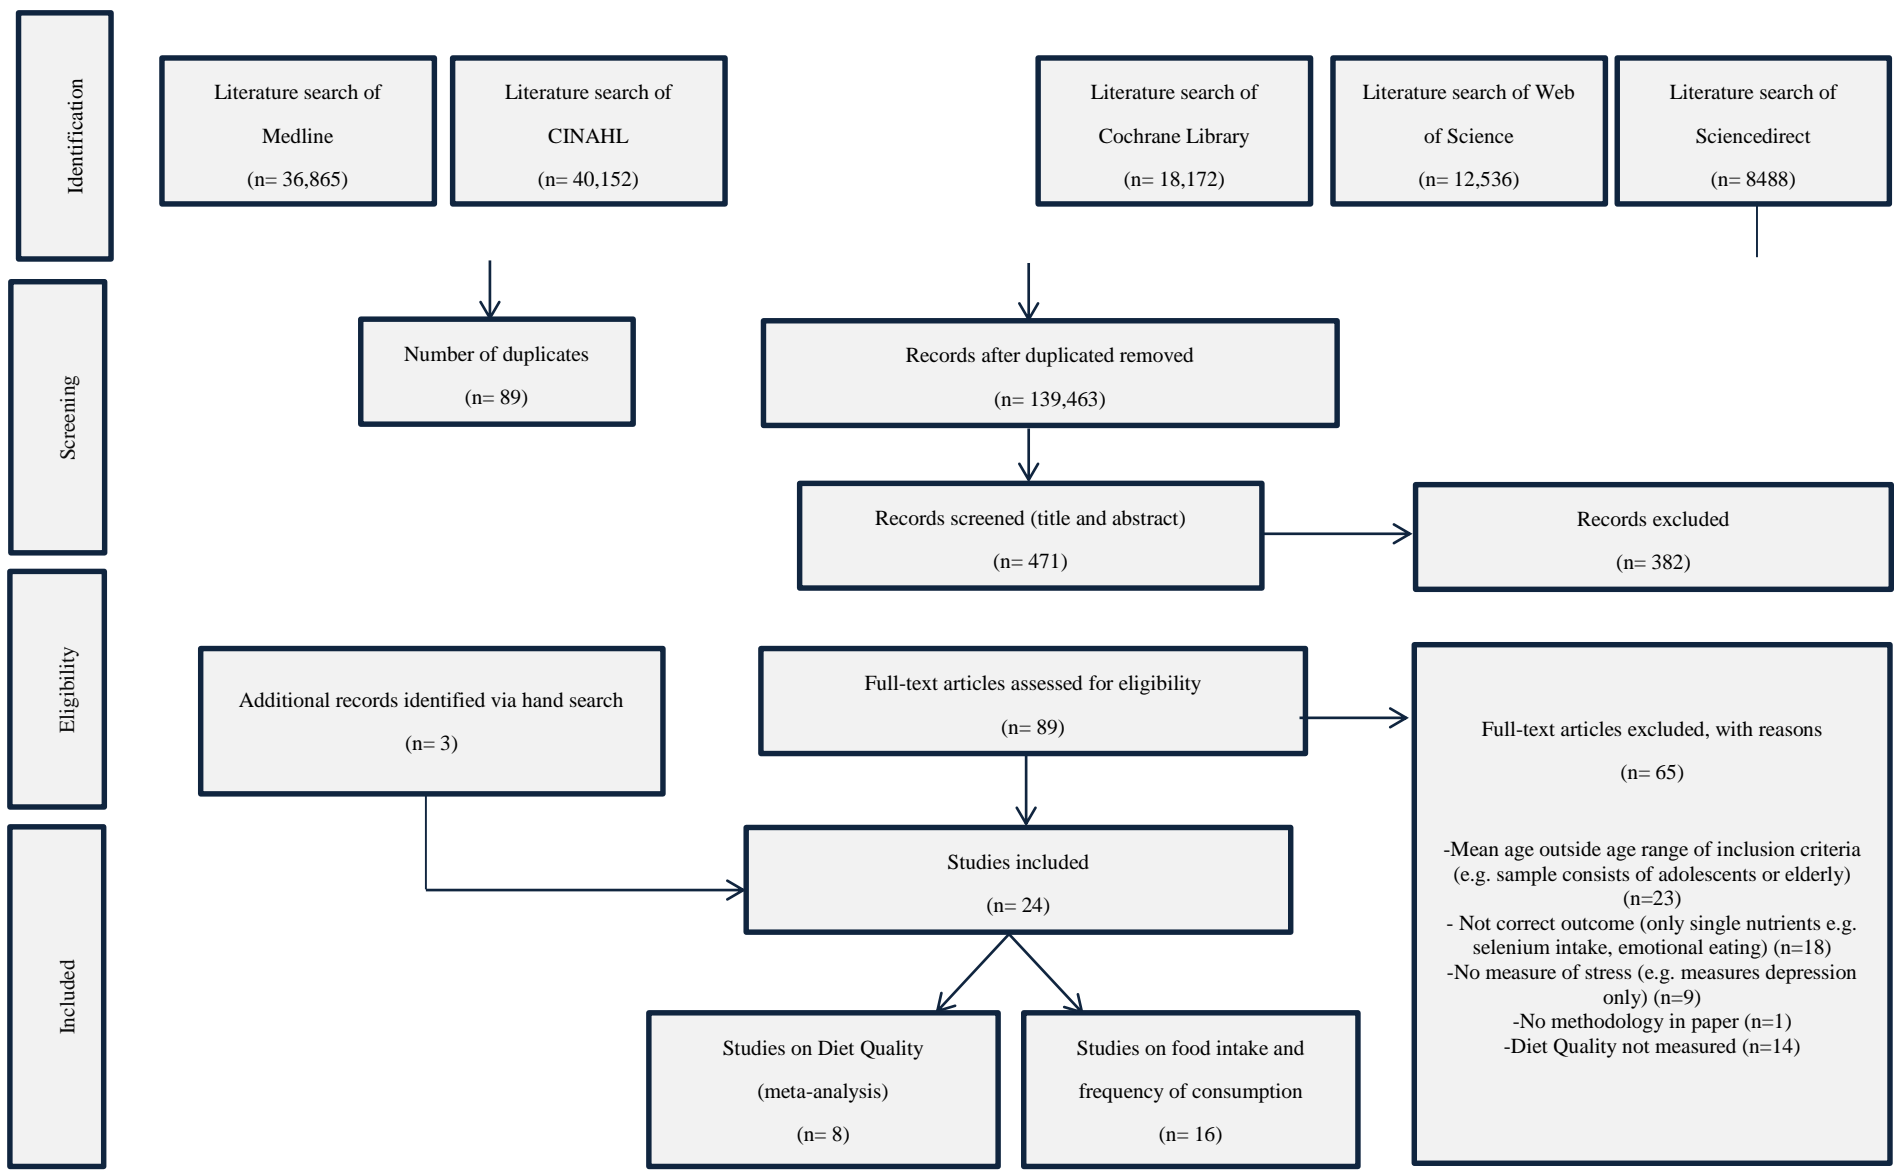 Identification
Literature search of
Medline
(n= 36,865)
Literature search of
CINAHL
(n= 40,152)
Literature search of
Cochrane Library
(n= 18,172)
Literature search of Web
of Science
(n= 12,536)
Literature search of
Sciencedirect
(n= 8488)
Screening
Number of duplicates
(n= 89)
Records after duplicated removed
(n= 139,463)
Records screened (title and abstract)
(n= 471)
Records excluded
(n= 382)
Eligibility
Additional records identified via hand search
(n= 3)
Full-text articles assessed for eligibility
(n= 89)
Full-text articles excluded, with reasons
(n= 65)
-Mean age outside age range of inclusion criteria
(e.g. sample consists of adolescents or elderly)
(n=23)
- Not correct outcome (only single nutrients e.g.
selenium intake, emotional eating) (n=18)
-No measure of stress (e.g. measures depression
only) (n=9)
-No methodology in paper (n=1)
-Diet Quality not measured (n=14)
Included
Studies included
(n= 24)
Studies on Diet Quality
(meta-analysis)
(n= 8)
Studies on food intake and
frequency of consumption
(n= 16)